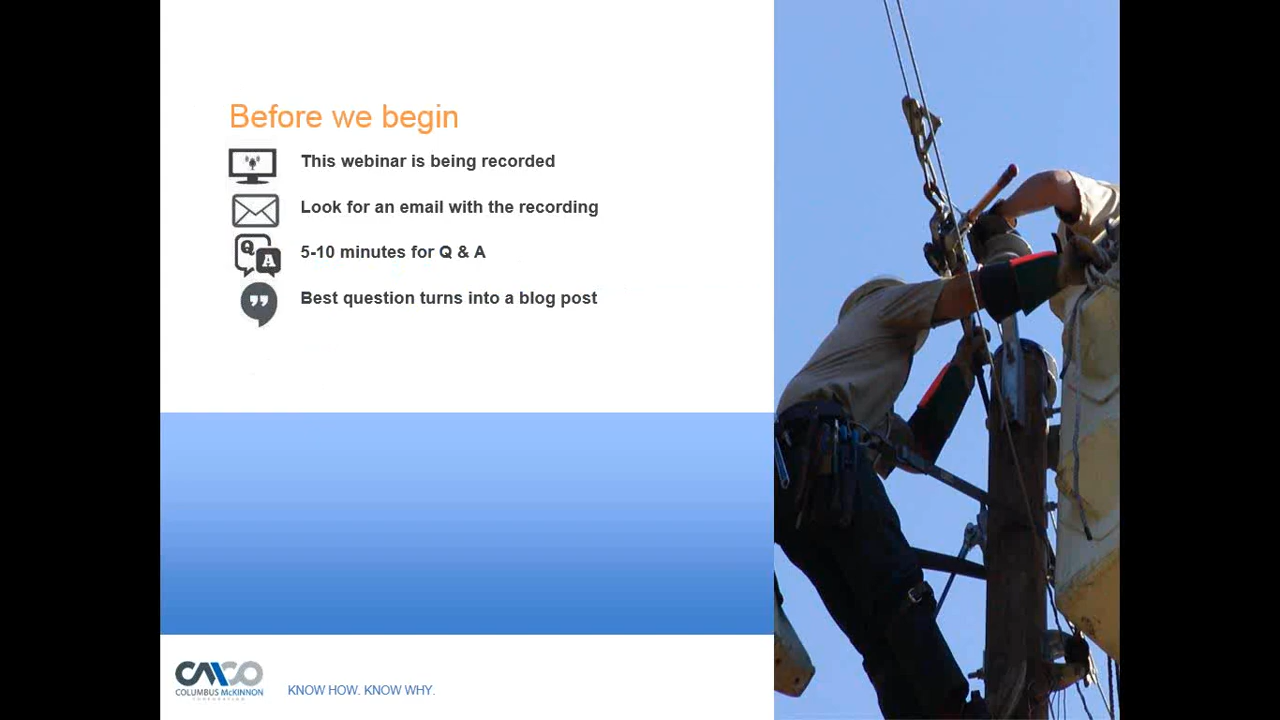 Before we begin
This webinar is being recorded
Look for an email with the recording
Q A
5-10 minutes for Q & A
Best question turns into a blog post
CMCO
COLUMBUS McKINNON
CORPORATION
KNOW HOW. KNOW WHY.